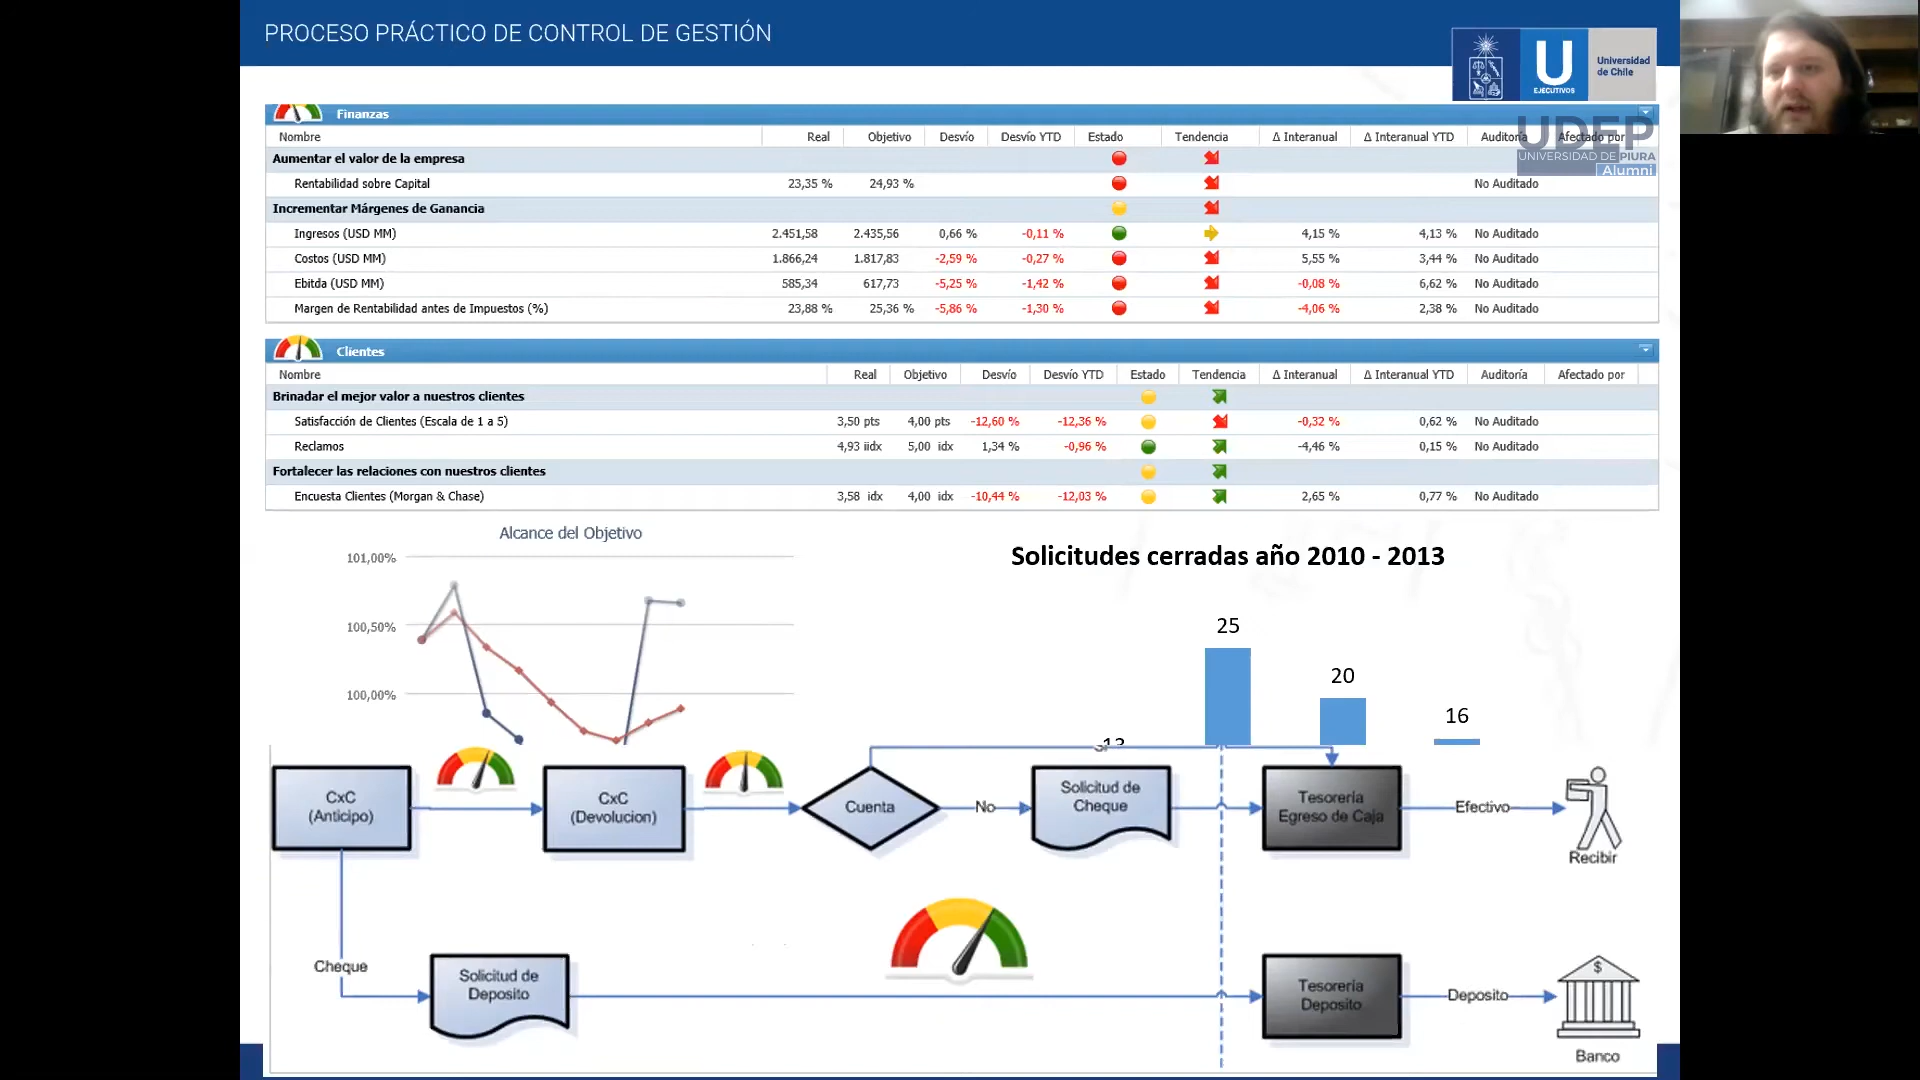 PROCESO PRÁCTICO DE CONTROL DE GESTIÓN
U
EJECUTIVOS
Universidad
de Chile
UDEP
UNIVERSIDAD DE PIURA
Alumni
Finanzas
Nombre Real Objetivo Desvío Desvío YTD Estado Tendencia Δ Interanual Δ Interanual YTD Auditoría Afectado por
Aumentar el valor de la empresa
Rentabilidad sobre Capital 23,35 % 24,93 % No Auditado
Incrementar Márgenes de Ganancia
Ingresos (USD MM) 2.451,58 2.435,56 0,66 % -0,11 % 4,15 % 4,13 % No Auditado
Costos (USD MM) 1.866,24 1.817,83 -2,59 % -0,27 % 5,55 % 3,44 % No Auditado
Ebitda (USD MM) 585,34 617,73 -5,25 % -1,42 % -0,08 % 6,62 % No Auditado
Margen de Rentabilidad antes de Impuestos (%) 23,88 % 25,36 % -5,86 % -1,30 % -4,06 % 2,38 % No Auditado
Clientes
Nombre Real Objetivo Desvío Desvío YTD Estado Tendencia Δ Interanual Δ Interanual YTD Auditoría Afectado por
Brinadar el mejor valor a nuestros clientes
Satisfacción de Clientes (Escala de 1 a 5) 3,50 pts 4,00 pts -12,60 % -12,36 % -0,32 % 0,62 % No Auditado
Reclamos 4,93 iidx 5,00 idx 1,34 % -0,96 % -4,46 % 0,15 % No Auditado
Fortalecer las relaciones con nuestros clientes
Encuesta Clientes (Morgan & Chase) 3,58 idx 4,00 idx -10,44 % -12,03 % 2,65 % 0,77 % No Auditado
Alcance del Objetivo
101,00%
100,50%
100,00%
Solicitudes cerradas año 2010 - 2013
25
20
16
13
CxC
(Anticipo)
CxC
(Devolucion)
Cuenta
No
Solicitud de
Cheque
Tesorería
Egreso de Caja
Efectivo
Recibir
Cheque
Solicitud de
Deposito
Tesorería
Deposito
Deposito
$
Banco